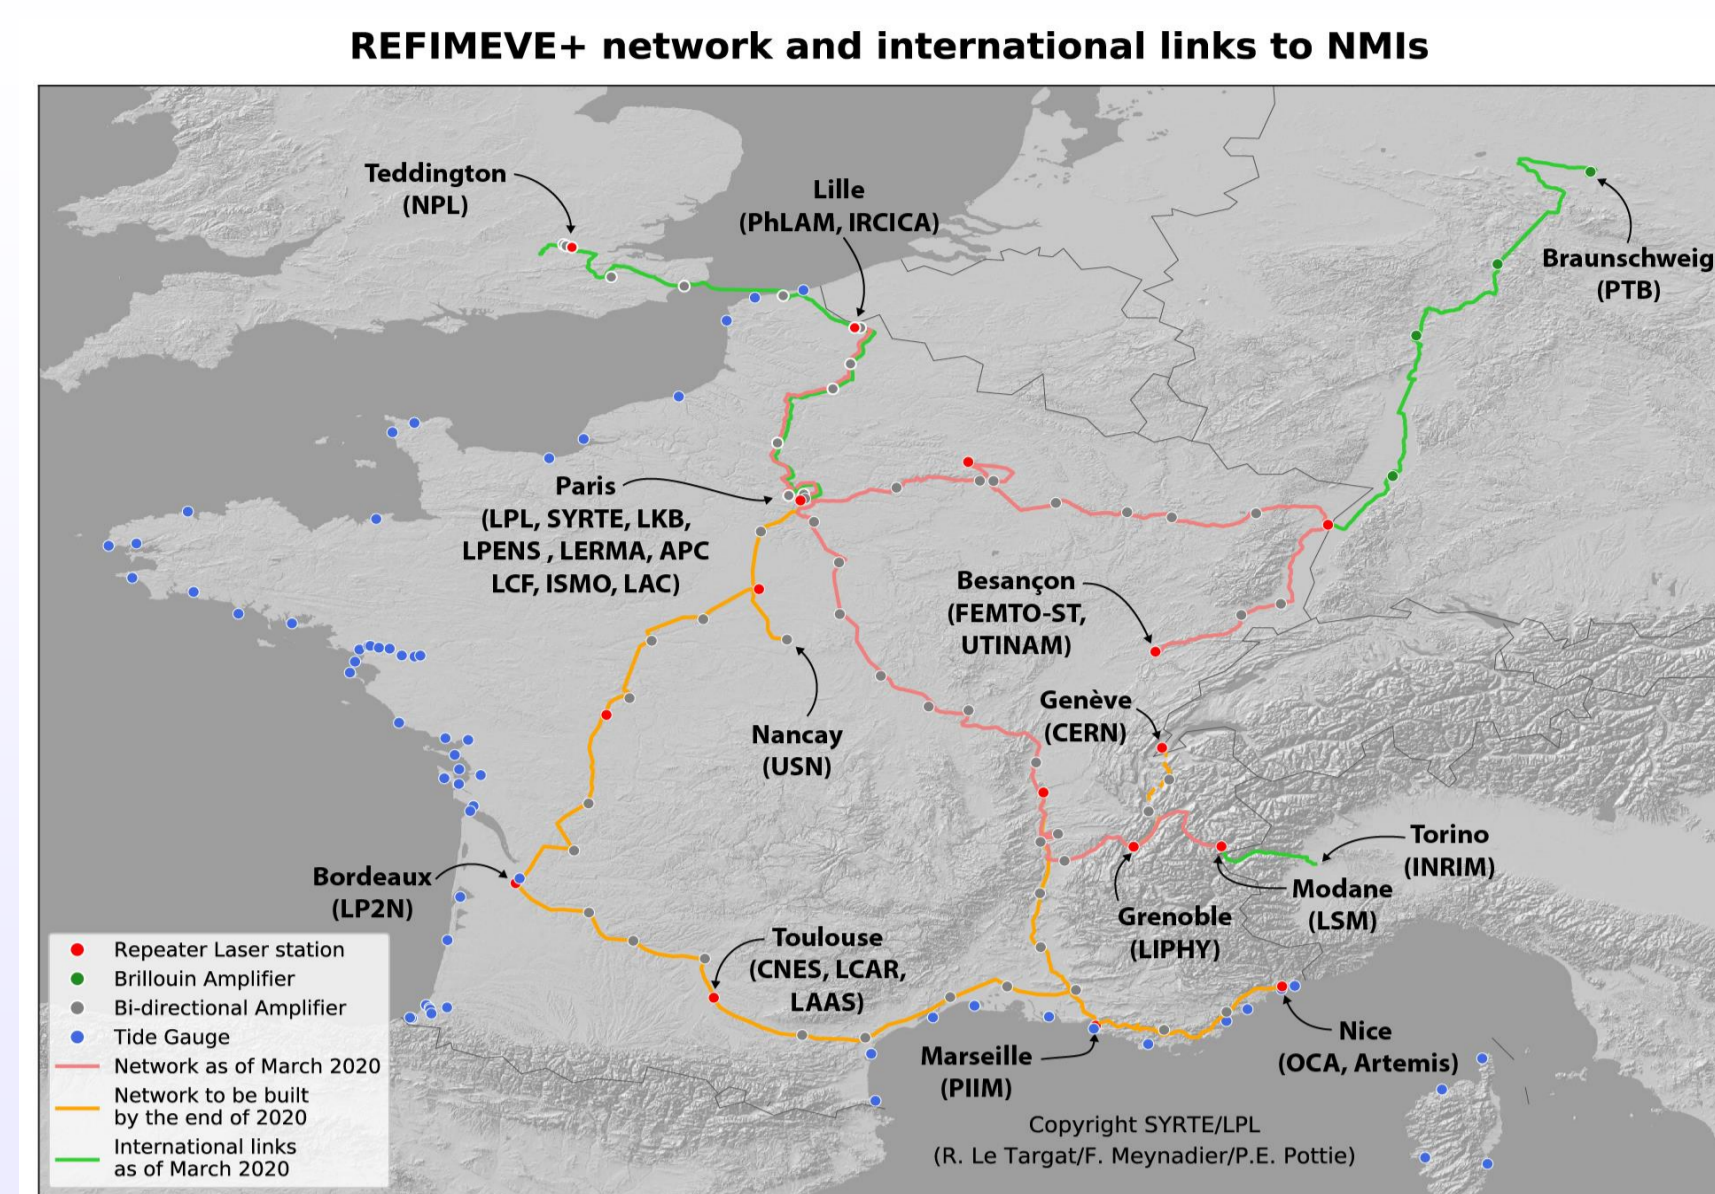 REFIMEVE+ network and international links to NMIs
Teddington
(NPL)
Lille
(PhLAM, IRCICA)
Braunschweig
(PTB)
Paris
(LPL, SYRTE, LKB,
LPENS , LERMA, APC
LCF, ISMO, LAC)
Besançon
(FEMTO-ST,
UTINAM)
Genève
(CERN)
Nancay
(USN)
Torino
(INRIM)
Modane
(LSM)
Grenoble
(LIPHY)
Bordeaux
(LP2N)
Toulouse
(CNES, LCAR,
LAAS)
Marseille
(PIIM)
Nice
(OCA, Artemis)
Repeater Laser station
Brillouin Amplifier
Bi-directional Amplifier
Tide Gauge
Network as of March 2020
Network to be built
by the end of 2020
International links
as of March 2020
Copyright SYRTE/LPL
(R. Le Targat/F. Meynadier/P.E. Pottie)